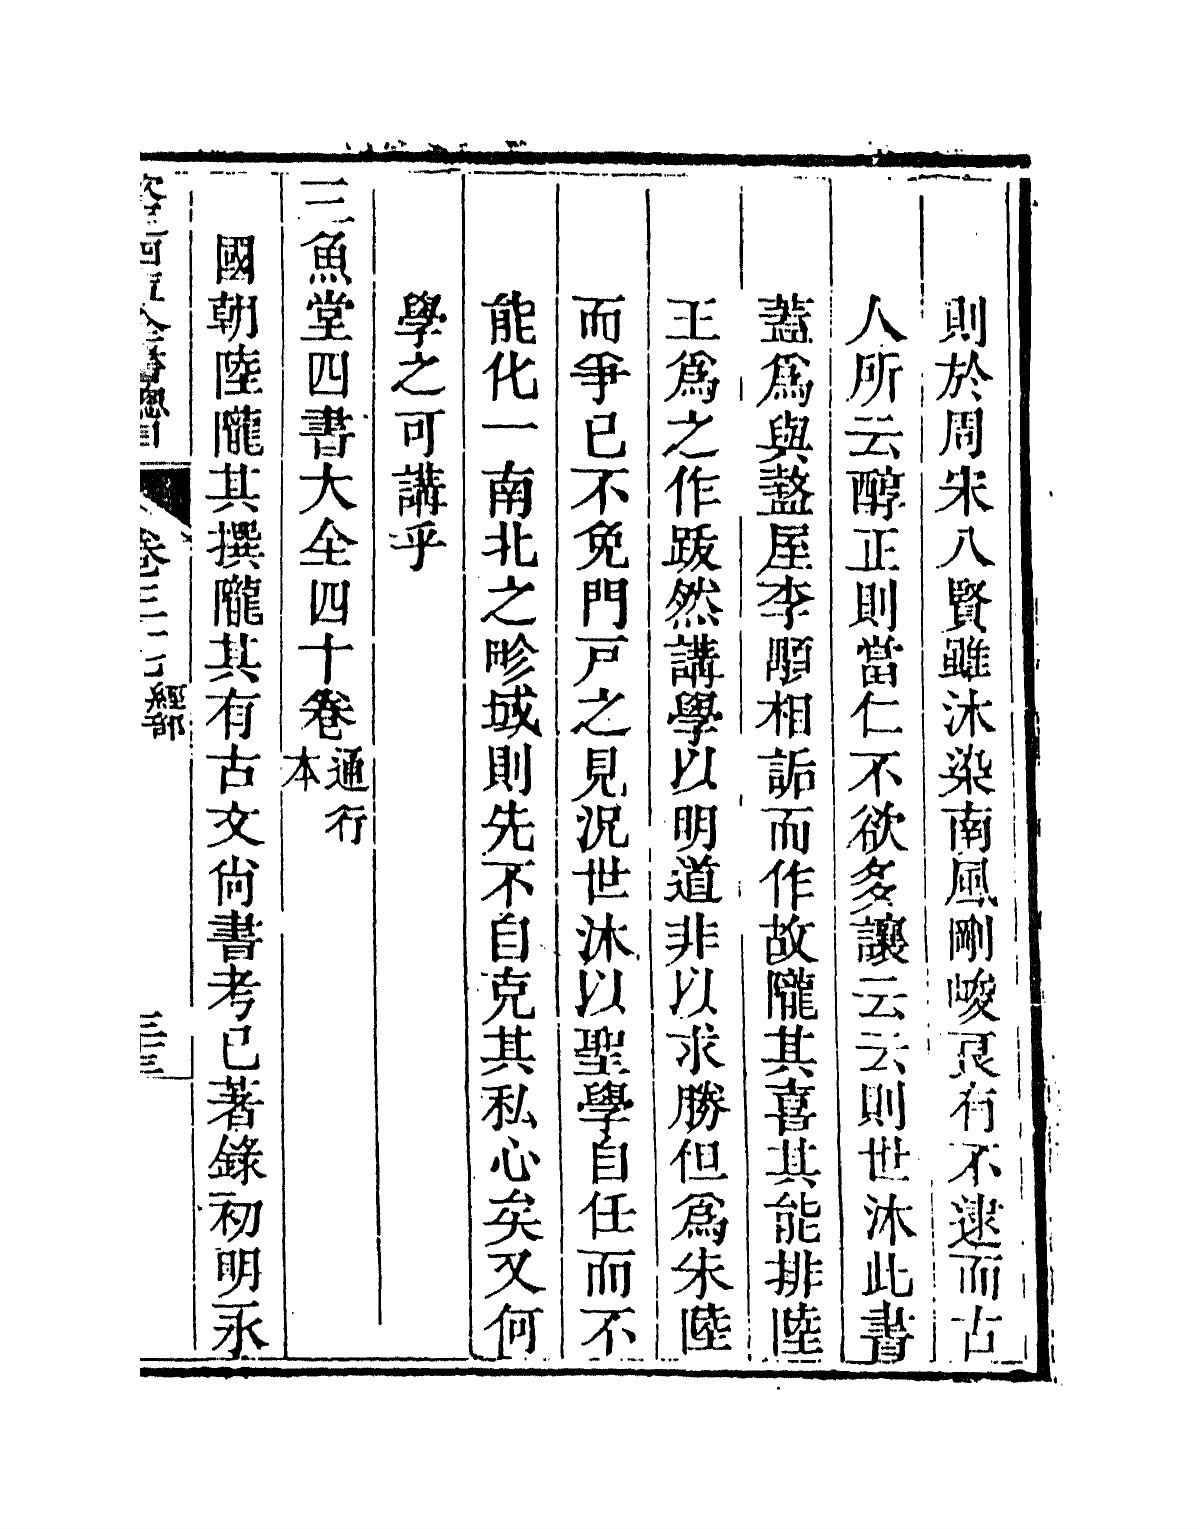 則於周朱八賢雖沐染南風剛峻良有不逮而古
人所云醇正則當仁不欲多讓云云則世沐此書
蓋爲與盩厔李顒相詬而作故隴其喜其能排陸
王爲之作跋然講學以明道非以求勝但爲朱陸
而爭已不免門戸之見况世沐以聖學自任而不
能化一南北之畛域則先不自克其私心矣又何
學之可講乎
三魚堂四書大全四十卷通行本
國朝陸隴其撰隴其有古文尚書考已著錄初明永
欽定四庫全書總目 卷三十七 經部 三三